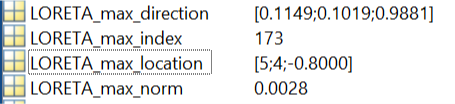 LORETA_max_direction [0.1149;0.1019;0.9881]
LORETA_max_index 173
LORETA_max_location [5;4;-0.8000]
LORETA_max_norm 0.0028